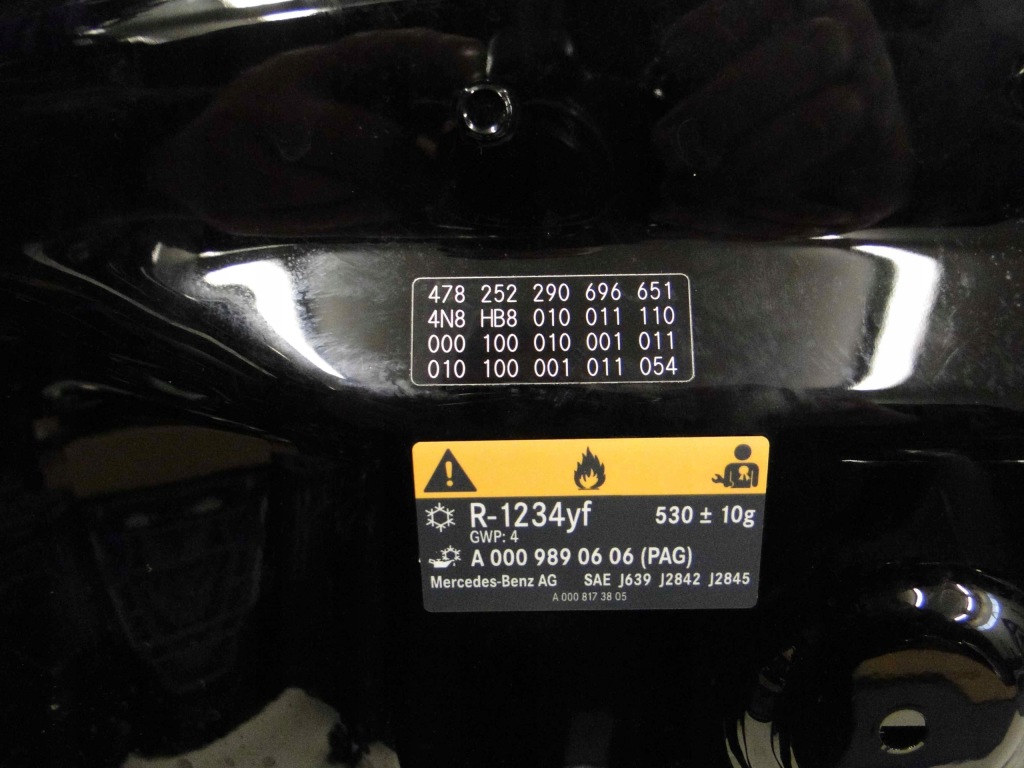 478 252 290 696 651
4N8 HB8 010 011 110
000 100 010 001 011
010 100 001 011 054
R-1234yf 530 ± 10g
GWP: 4
A 000 989 06 06 (PAG)
Mercedes-Benz AG SAE J639 J2842 J2845
A 000 817 38 05